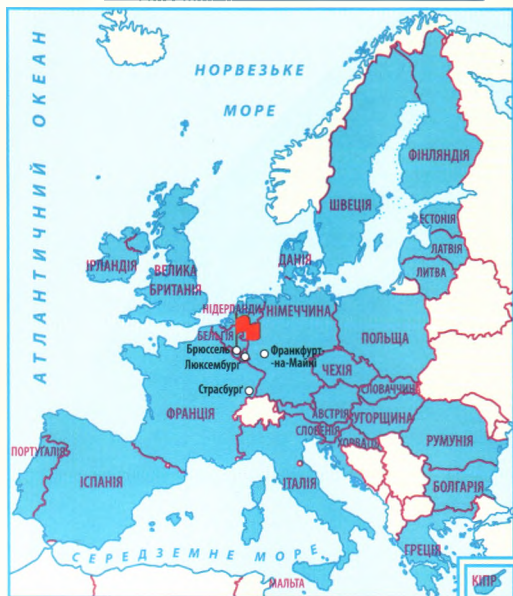 АТЛАНТИЧНИЙ ОКЕАН
НОРВЕЗЬКЕ
МОРЕ
ФІНЛЯНДІЯ
ШВЕЦІЯ
ЕСТОНІЯ
ЛАТВІЯ
ЛИТВА
ДАНІЯ
ІРЛАНДІЯ
ВЕЛИКА
БРИТАНІЯ
НІДЕРЛАНДИ
НІМЕЧЧИНА
БЕЛЬГІЯ
ПОЛЬЩА
Брюссель
Франкфурт-
-на-Майні
Люксембург
ЧЕХІЯ
СЛОВАЧЧИНА
Страсбург
АВСТРІЯ
УГОРЩИНА
ФРАНЦІЯ
СЛОВЕНІЯ
ХОРВАТІЯ
РУМУНІЯ
ПОРТУГАЛІЯ
ІСПАНІЯ
ІТАЛІЯ
БОЛГАРІЯ
СЕРЕДЗЕМНЕ МОРЕ
ГРЕЦІЯ
МАЛЬТА
КІПР